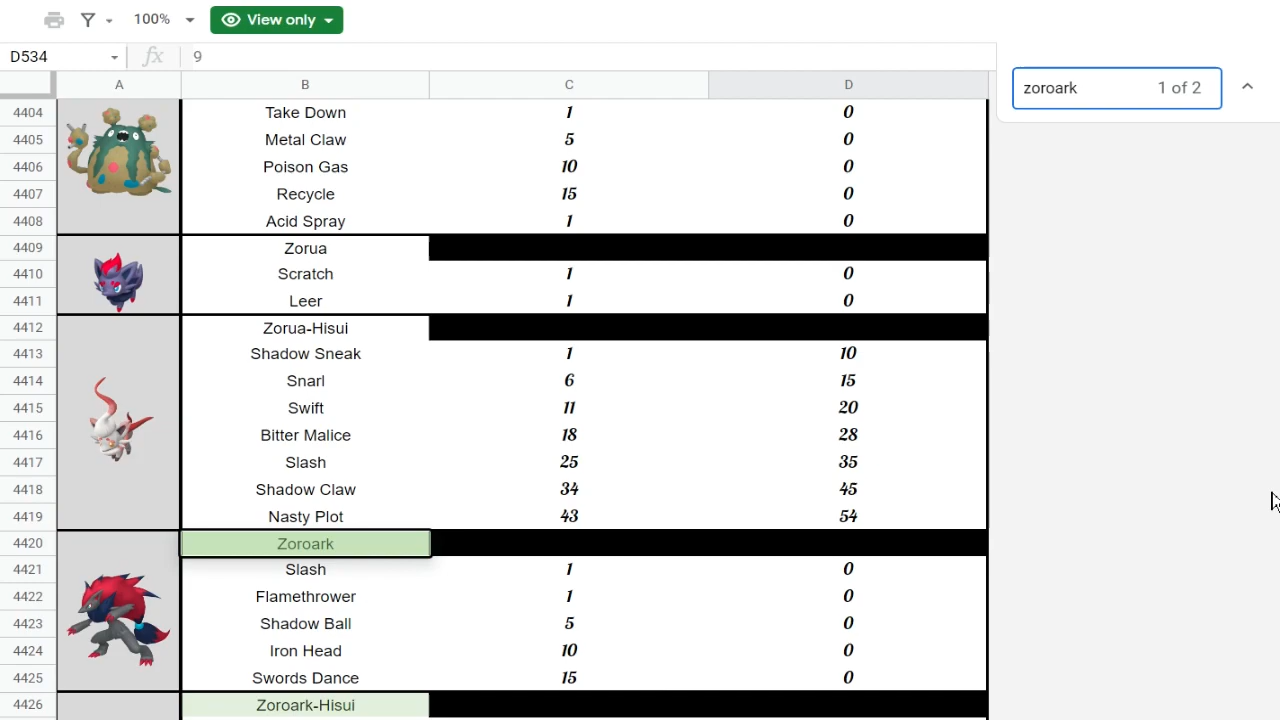 100% View only
D534 fx 9
zoroark 1 of 2
A B C D
4404 Take Down 1 0
4405 Metal Claw 5 0
4406 Poison Gas 10 0
4407 Recycle 15 0
4408 Acid Spray 1 0
4409 Zorua
4410 Scratch 1 0
4411 Leer 1 0
4412 Zorua-Hisui
4413 Shadow Sneak 1 10
4414 Snarl 6 15
4415 Swift 11 20
4416 Bitter Malice 18 28
4417 Slash 25 35
4418 Shadow Claw 34 45
4419 Nasty Plot 43 54
4420 Zoroark
4421 Slash 1 0
4422 Flamethrower 1 0
4423 Shadow Ball 5 0
4424 Iron Head 10 0
4425 Swords Dance 15 0
4426 Zoroark-Hisui